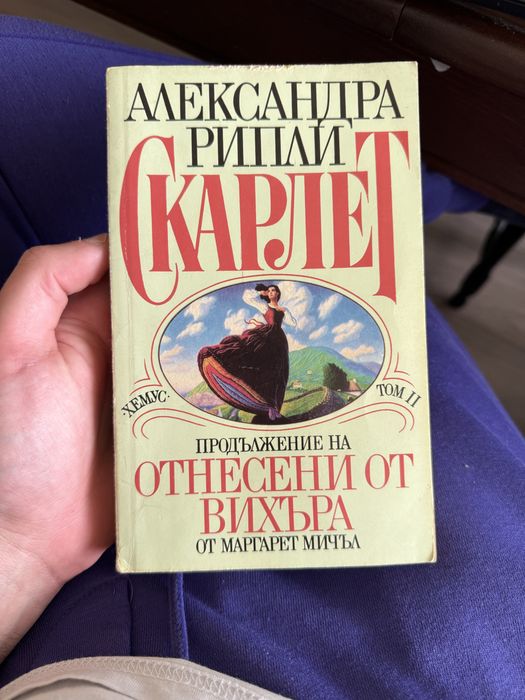 АЛЕКСАНДРА
РИПЛИ
СКАРЛЕТ
·ХЕМУС·
ТОМ II
ПРОДЪЛЖЕНИЕ НА
ОТНЕСЕНИ ОТ
ВИХЪРА
ОТ МАРГАРЕТ МИЧЪЛ